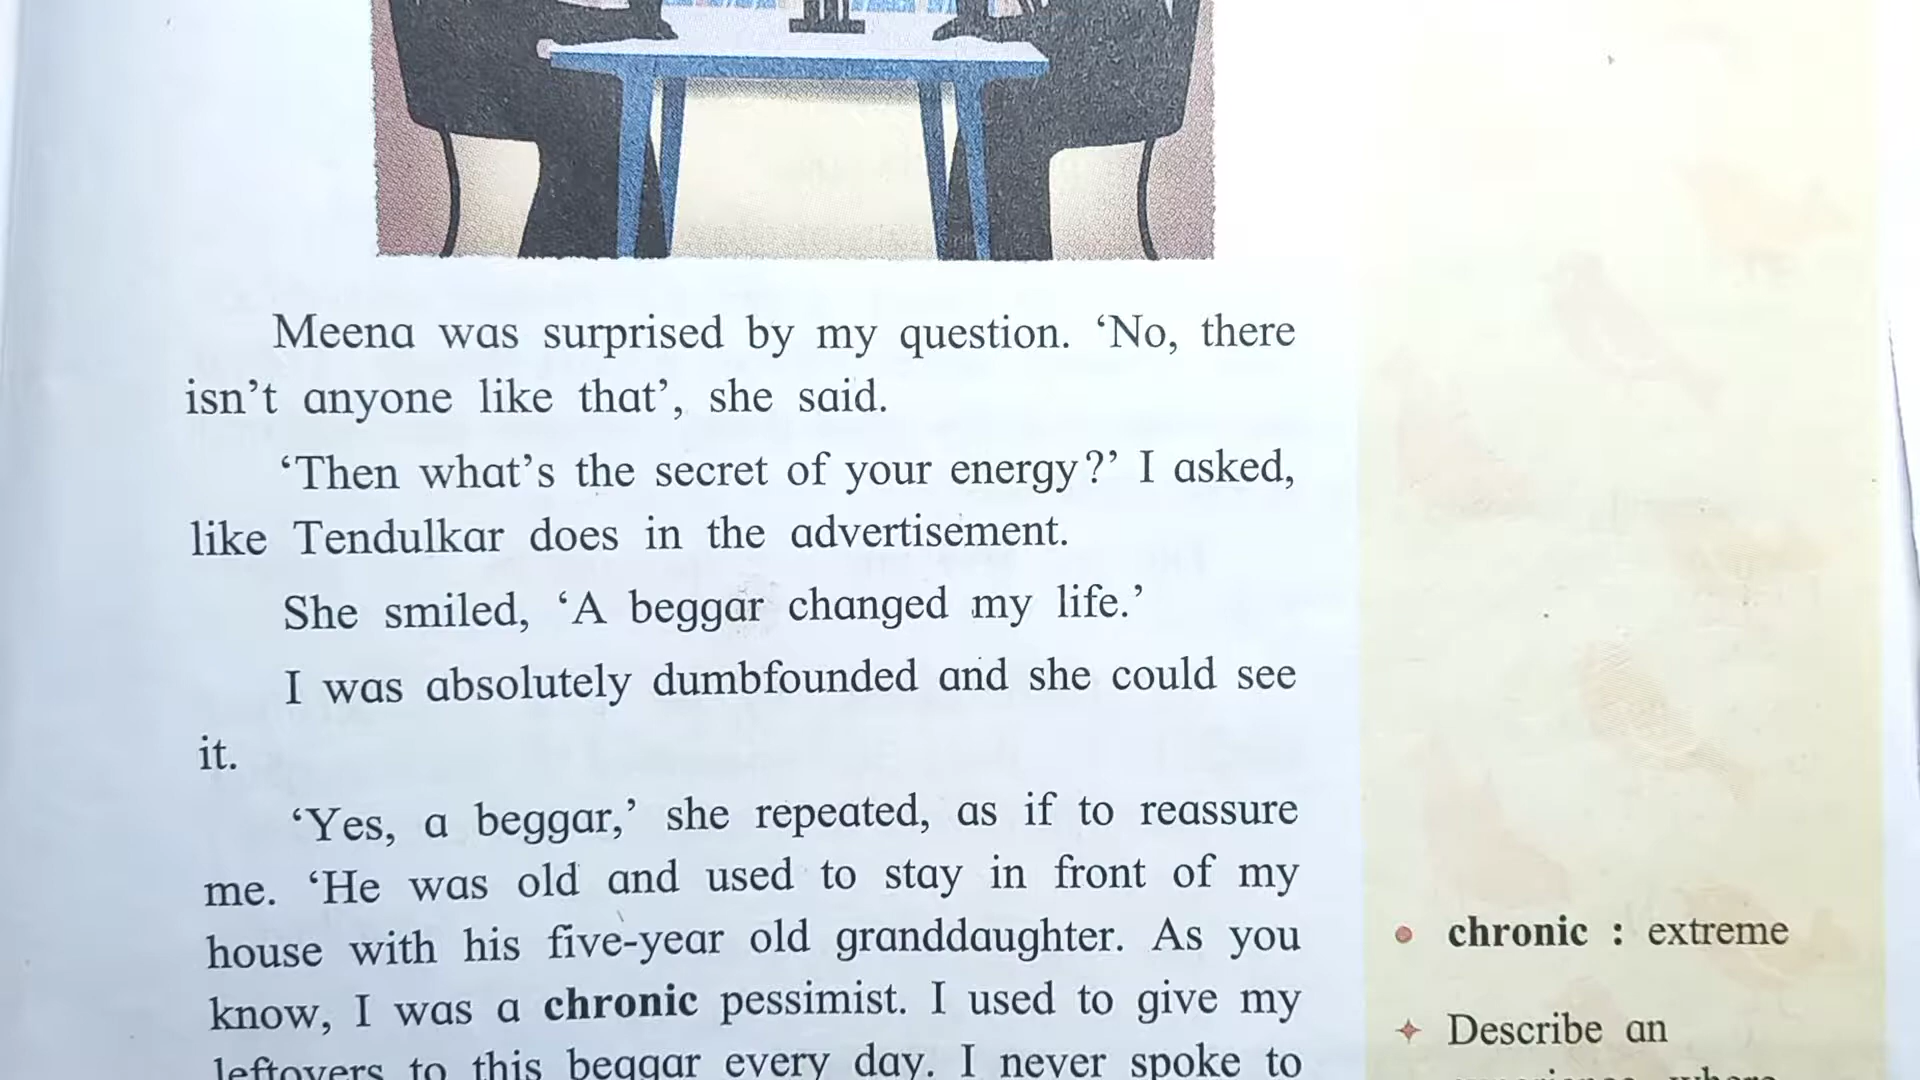 Meena was surprised by my question. ‘No, there
isn’t anyone like that’, she said.
‘Then what’s the secret of your energy?’ I asked,
like Tendulkar does in the advertisement.
She smiled, ‘A beggar changed my life.’
I was absolutely dumbfounded and she could see
it.
‘Yes, a beggar,’ she repeated, as if to reassure
me. ‘He was old and used to stay in front of my
house with his five-year old granddaughter. As you
know, I was a chronic pessimist. I used to give my
leftovers to this beggar every day. I never spoke to
• chronic : extreme
Describe an
experience where